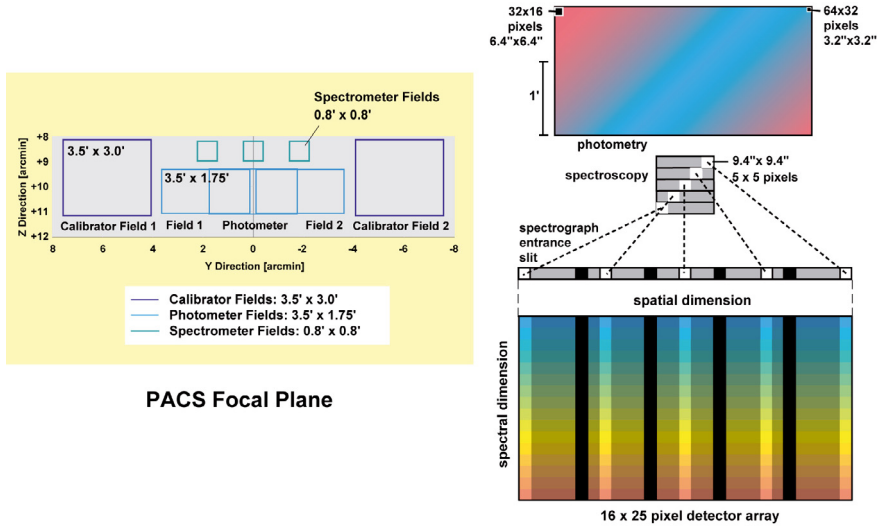 Spectrometer Fields
0.8' x 0.8'
Z Direction [arcmin]
+8
+9
+10
+11
+12
3.5' x 3.0'
3.5' x 1.75'
Calibrator Field 1
Field 1
Photometer
Field 2
Calibrator Field 2
8
6
4
2
0
-2
-4
-6
-8
Y Direction [arcmin]
Calibrator Fields: 3.5' x 3.0'
Photometer Fields: 3.5' x 1.75'
Spectrometer Fields: 0.8' x 0.8'
PACS Focal Plane
32x16
pixels
6.4"x6.4"
64x32
pixels
3.2"x3.2"
1'
photometry
spectroscopy
9.4"x 9.4"
5 x 5 pixels
spectrograph
entrance
slit
spatial dimension
spectral dimension
16 x 25 pixel detector array